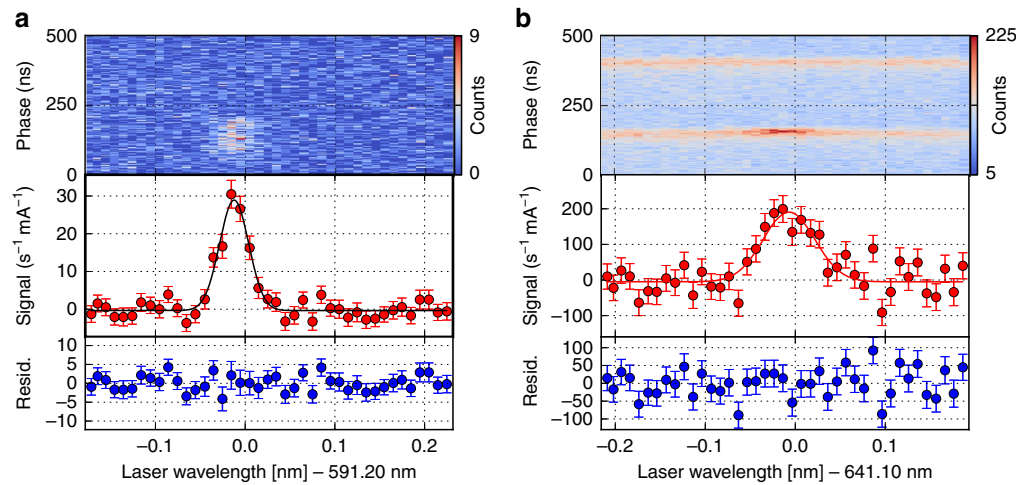 a
Phase (ns)
500
250
0
9
Counts
0
Signal (s⁻¹ mA⁻¹)
30
20
10
0
Resid.
10
5
0
−5
−10
−0.1 0.0 0.1 0.2
Laser wavelength [nm] – 591.20 nm
b
Phase (ns)
500
250
0
225
Counts
5
Signal (s⁻¹ mA⁻¹)
200
100
0
−100
Resid.
100
50
0
−50
−100
−0.2 −0.1 0.0 0.1
Laser wavelength [nm] – 641.10 nm